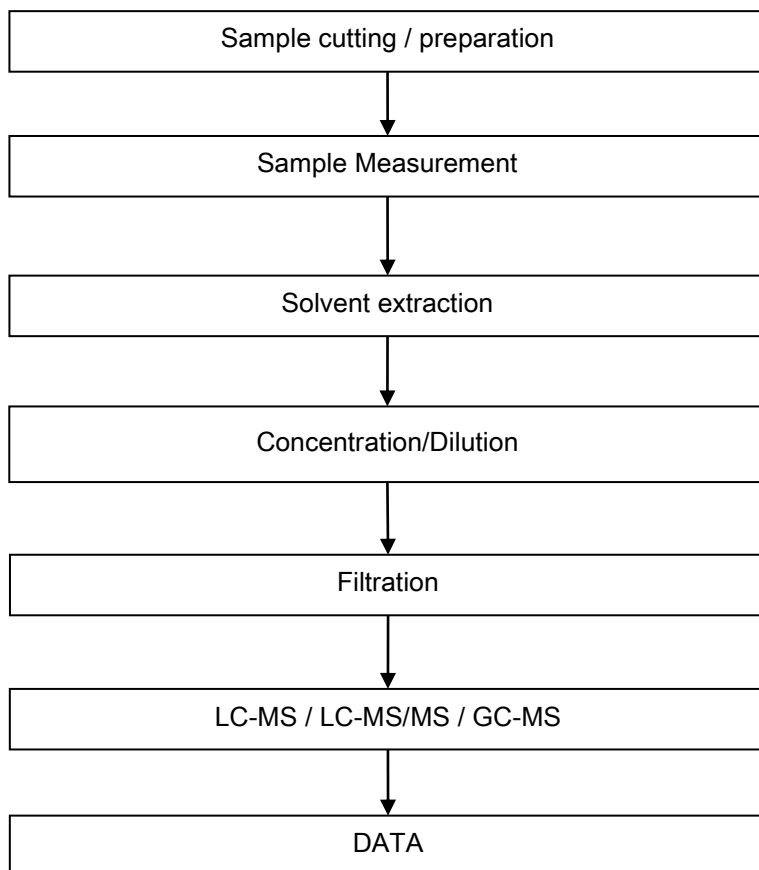 Sample cutting / preparation
Sample Measurement
Solvent extraction
Concentration/Dilution
Filtration
LC-MS / LC-MS/MS / GC-MS
DATA